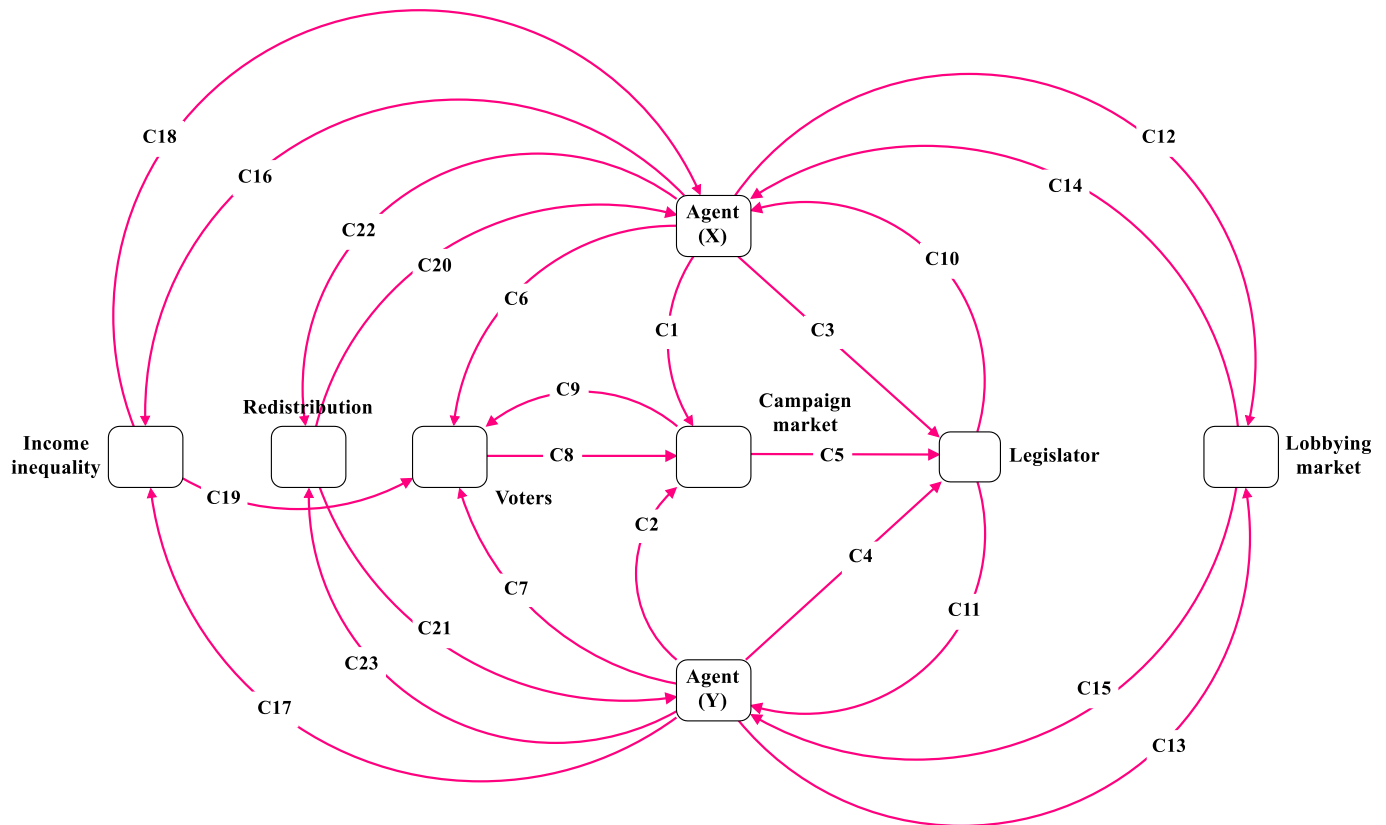 C18
C12
C16
C14
Agent
(X)
C22
C20
C10
C6
C1
C3
C9
Redistribution
Campaign
market
Income
inequality
C8
C5
Legislator
Lobbying
market
C19
Voters
C2
C4
C7
C11
C21
C23
Agent
(Y)
C15
C17
C13